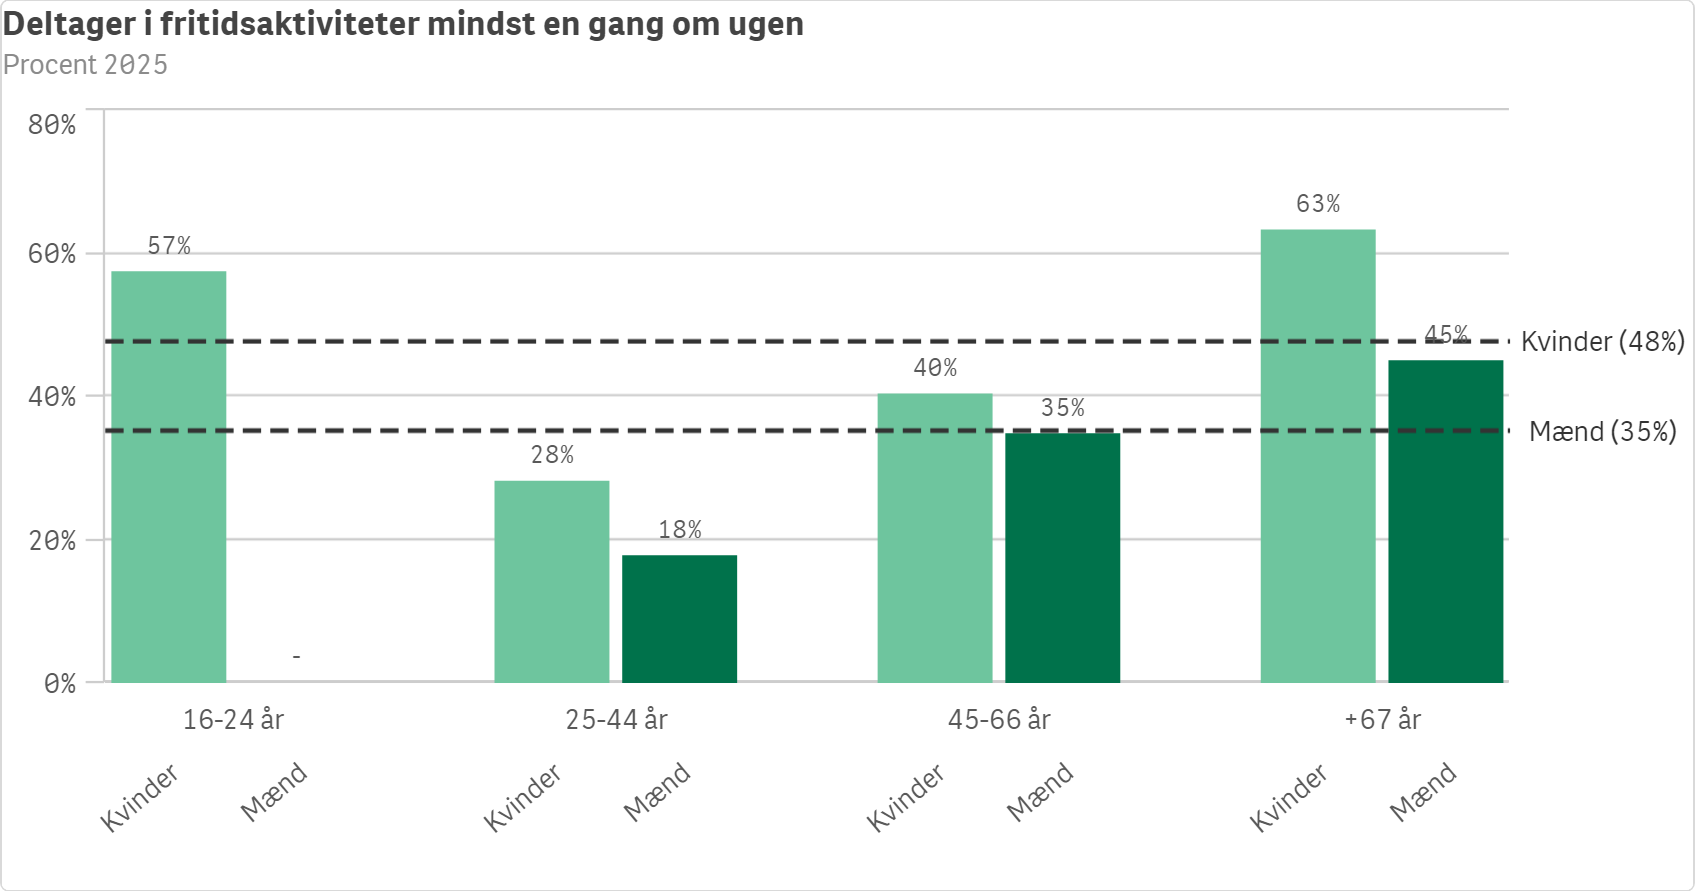 Deltager i fritidsaktiviteter mindst en gang om ugen
Procent 2025
80%
60%
40%
20%
0%
57%
-
28%
18%
40%
35%
63%
45%
Kvinder (48%)
Mænd (35%)
16-24 år
25-44 år
45-66 år
+67 år
Kvinder
Mænd
Kvinder
Mænd
Kvinder
Mænd
Kvinder
Mænd